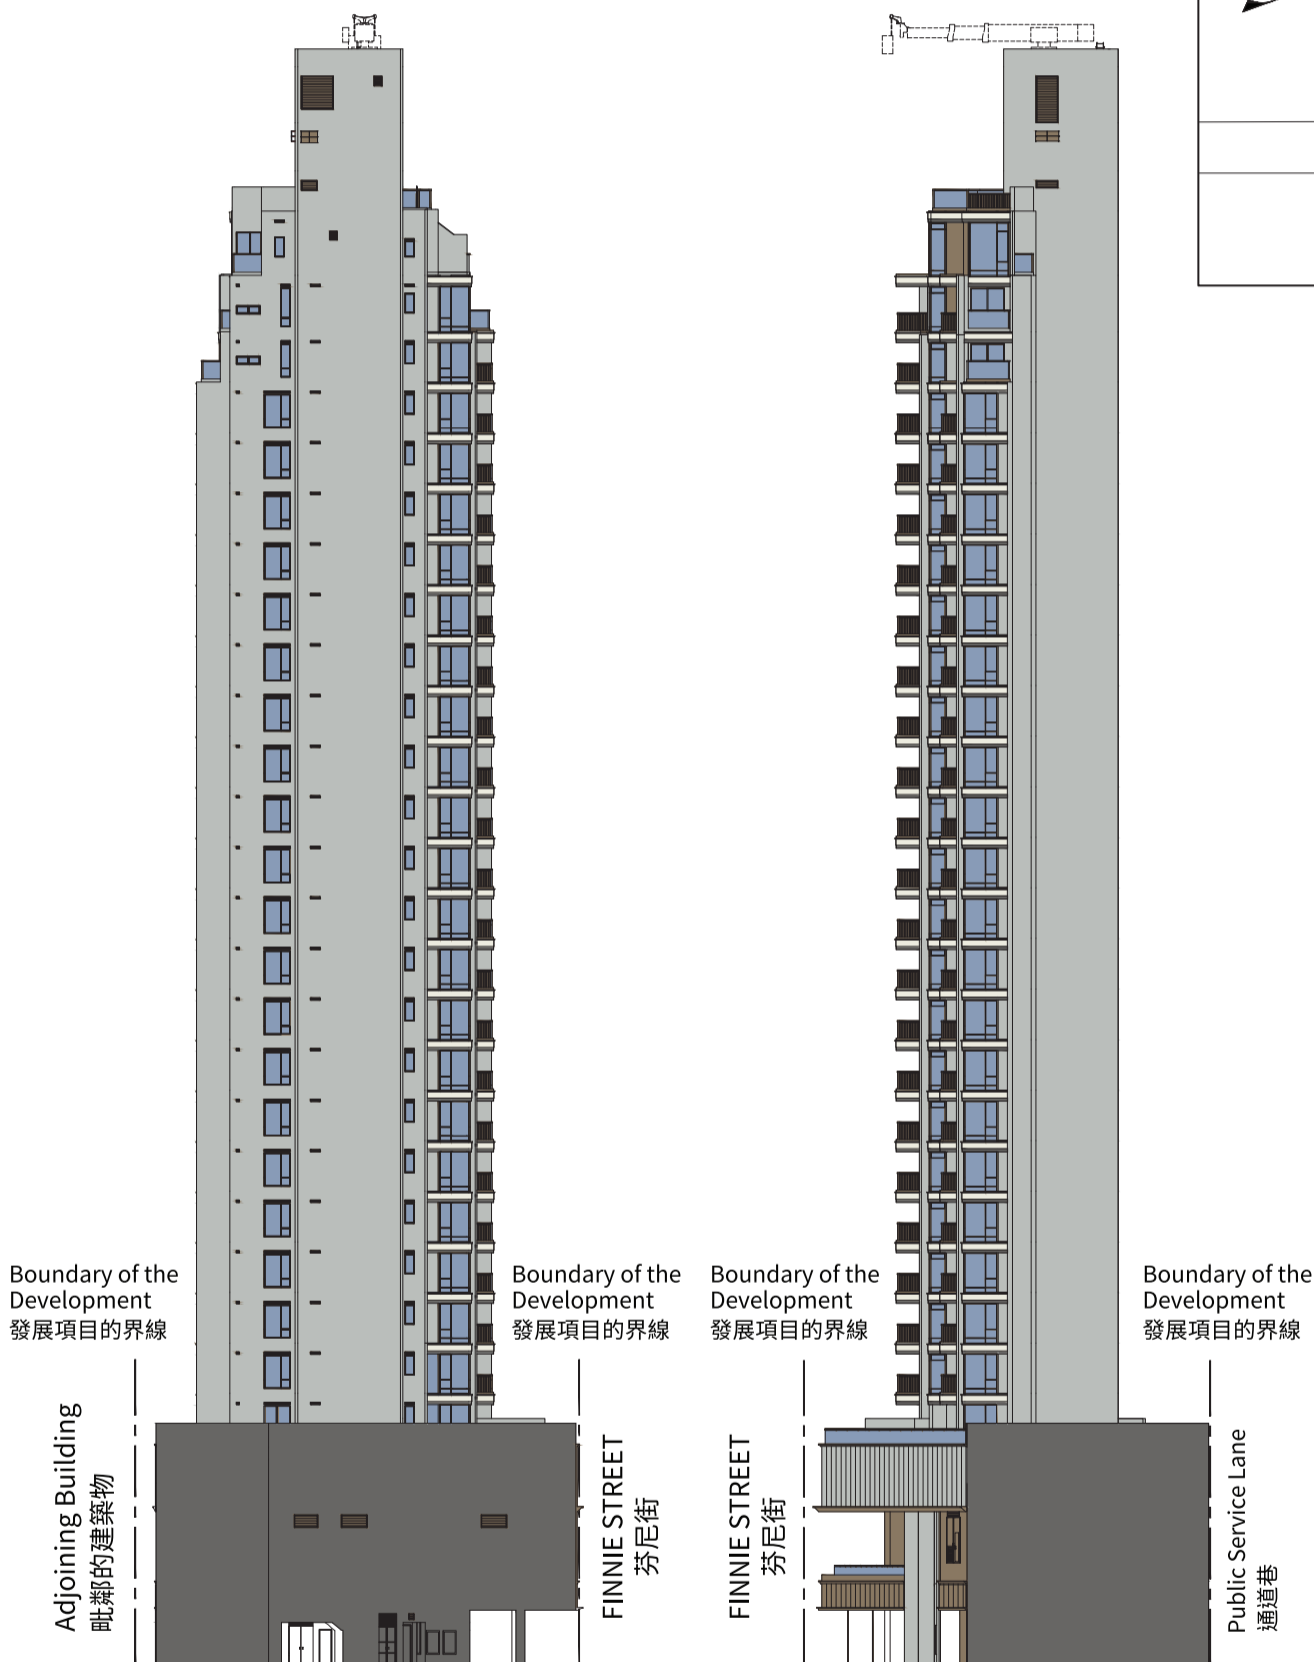 Boundary of the
Development
發展項目的界線
Boundary of the
Development
發展項目的界線
Boundary of the
Development
發展項目的界線
Boundary of the
Development
發展項目的界線
Adjoining Building
毗鄰的建築物
FINNIE STREET
芬尼街
FINNIE STREET
芬尼街
Public Service Lane
通道巷